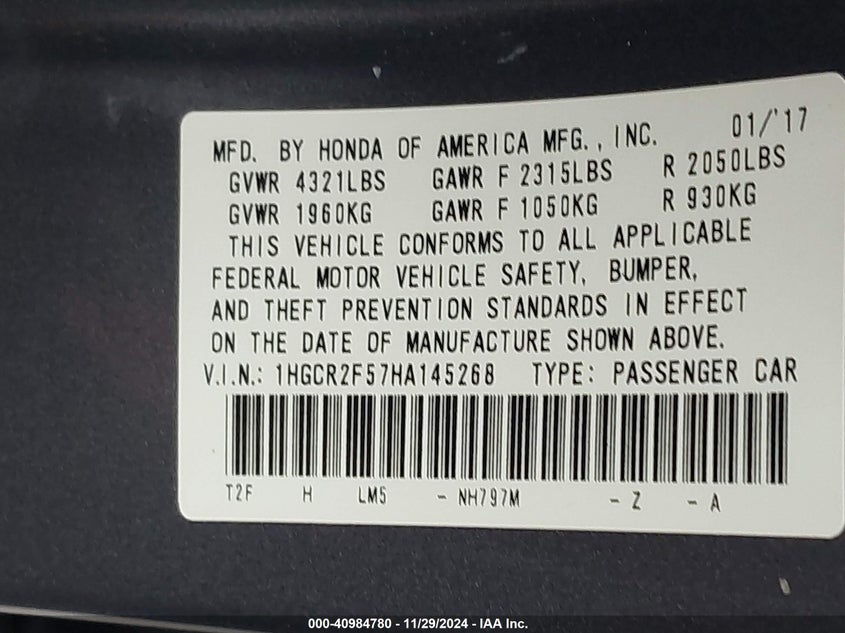 MFD. BY HONDA OF AMERICA MFG., INC. 01/'17
GVWR 4321LBS GAWR F 2315LBS R 2050LBS
GVWR 1960KG GAWR F 1050KG R 930KG
THIS VEHICLE CONFORMS TO ALL APPLICABLE
FEDERAL MOTOR VEHICLE SAFETY, BUMPER,
AND THEFT PREVENTION STANDARDS IN EFFECT
ON THE DATE OF MANUFACTURE SHOWN ABOVE.
V.I.N.: 1HGCR2F57HA145268 TYPE: PASSENGER CAR
T2F H LM5 - NH797M - Z - A
000-40984780 - 11/29/2024 - IAA Inc.